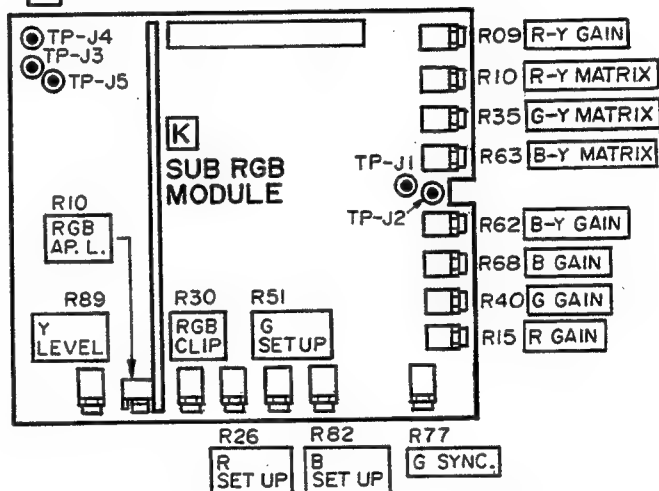 TP-J4
TP-J3
TP-J5
R09 R-Y GAIN
R10 R-Y MATRIX
R35 G-Y MATRIX
R63 B-Y MATRIX
K
SUB RGB
MODULE
TP-J1
TP-J2
R62 B-Y GAIN
R68 B GAIN
R40 G GAIN
R15 R GAIN
R10
RGB
AP. L.
R89
Y
LEVEL
R30
RGB
CLIP
R51
G
SETUP
R26
R
SET UP
R82
B
SET UP
R77
G SYNC.